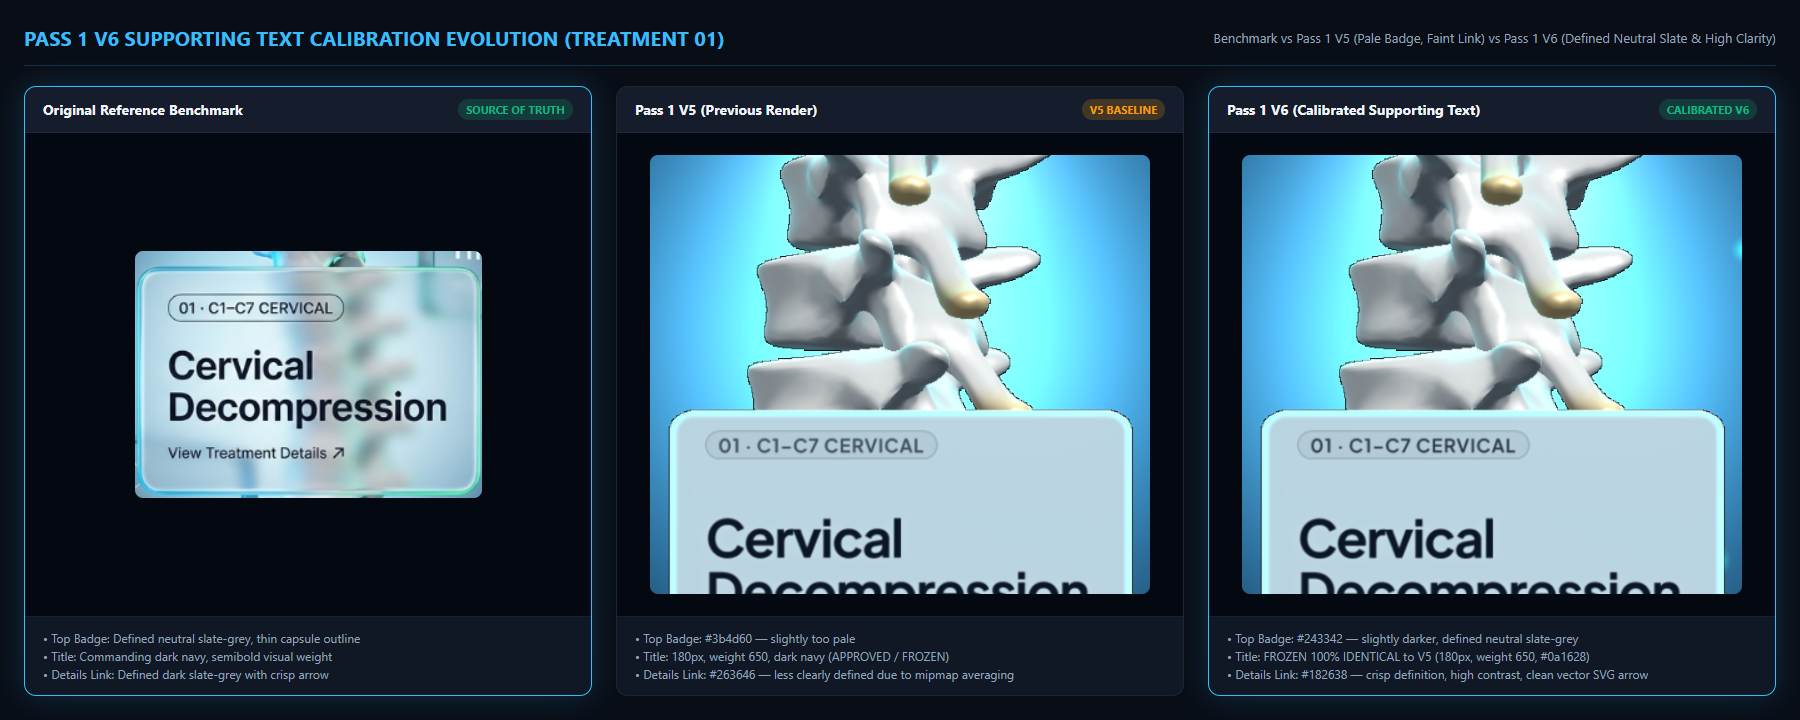 PASS 1 V6 SUPPORTING TEXT CALIBRATION EVOLUTION (TREATMENT 01)
Benchmark vs Pass 1 V5 (Pale Badge, Faint Link) vs Pass 1 V6 (Defined Neutral Slate & High Clarity)
Original Reference Benchmark
SOURCE OF TRUTH
01 · C1–C7 CERVICAL
Cervical
Decompression
View Treatment Details ↗
• Top Badge: Defined neutral slate-grey, thin capsule outline
• Title: Commanding dark navy, semibold visual weight
• Details Link: Defined dark slate-grey with crisp arrow
Pass 1 V5 (Previous Render)
V5 BASELINE
01 · C1–C7 CERVICAL
Cervical
Decompression
• Top Badge: #3b4d60 — slightly too pale
• Title: 180px, weight 650, dark navy (APPROVED / FROZEN)
• Details Link: #263646 — less clearly defined due to mipmap averaging
Pass 1 V6 (Calibrated Supporting Text)
CALIBRATED V6
01 · C1–C7 CERVICAL
Cervical
Decompression
• Top Badge: #243342 — slightly darker, defined neutral slate-grey
• Title: FROZEN 100% IDENTICAL to V5 (180px, weight 650, #0a1628)
• Details Link: #182638 — crisp definition, high contrast, clean vector SVG arrow